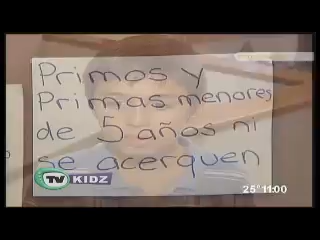 Primos y
Primas menores
de 5 años ni
se acerquen
TV KIDZ
25° 11:00